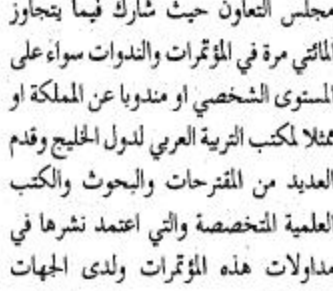 مجلس التعاون حيث شارك فيما يتجاوز
المائتي مرة في المؤتمرات والندوات سواء على
المستوى الشخصي او مندوبا عن المملكة او
ممثلا لمكتب التربية العربي لدول الخليج وقدم
العديد من المقترحات والبحوث والكتب
العلمية المتخصصة والتي اعتمد نشرها في
مداولات هذه المؤتمرات ولدى الجهات